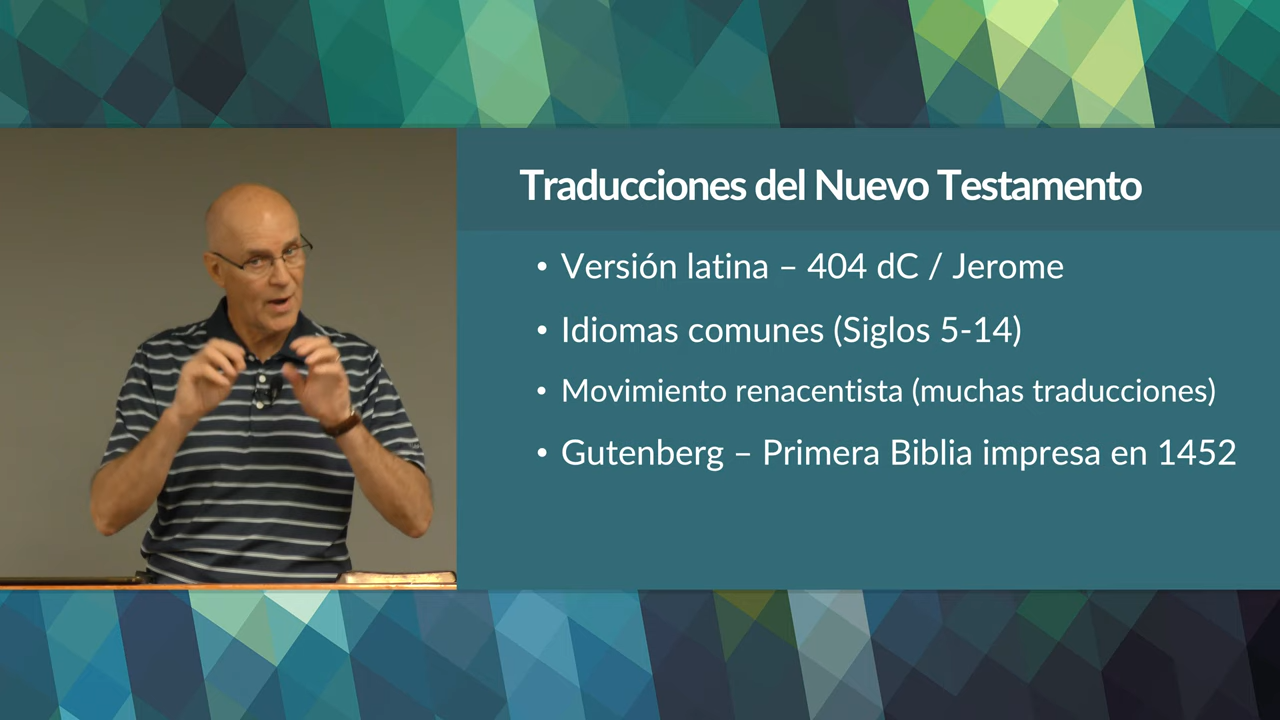 Traducciones del Nuevo Testamento
• Versión latina – 404 dC / Jerome
• Idiomas comunes (Siglos 5-14)
• Movimiento renacentista (muchas traducciones)
• Gutenberg – Primera Biblia impresa en 1452